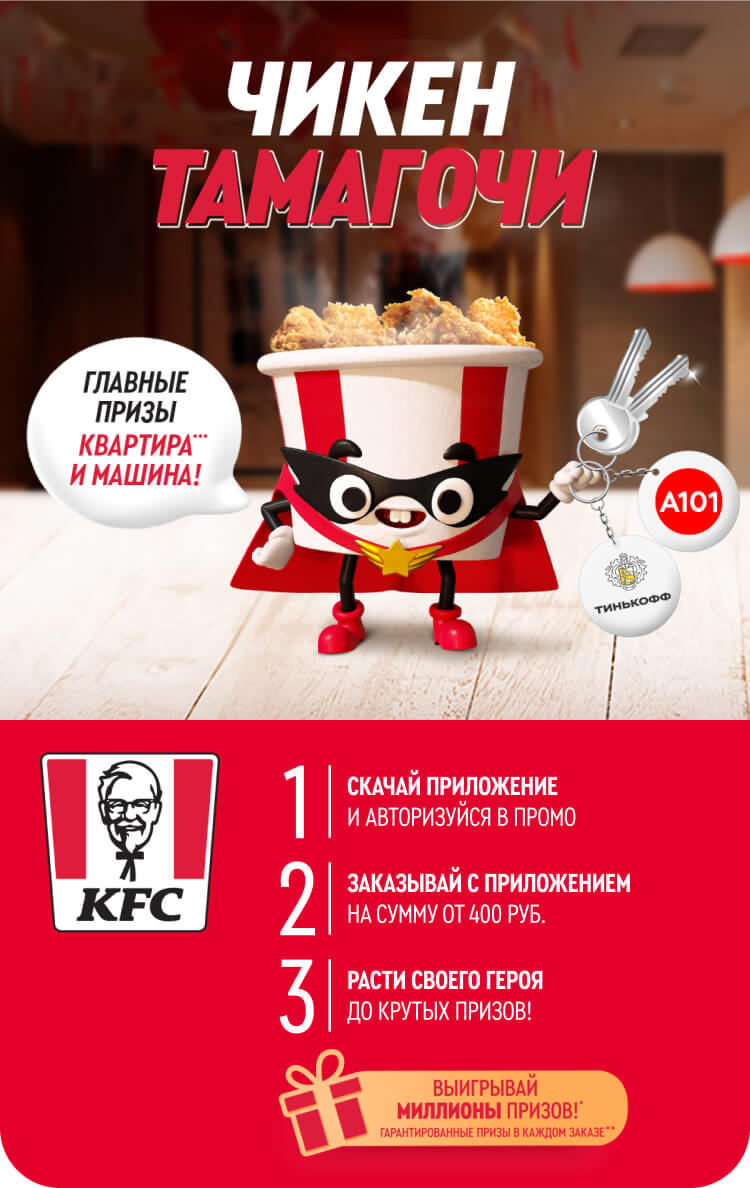 ЧИКЕН
ТАМАГОЧИ
ГЛАВНЫЕ
ПРИЗЫ
КВАРТИРА***
И МАШИНА!
А101
ТИНЬКОФФ
KFC
1
СКАЧАЙ ПРИЛОЖЕНИЕ
И АВТОРИЗУЙСЯ В ПРОМО
2
ЗАКАЗЫВАЙ С ПРИЛОЖЕНИЕМ
НА СУММУ ОТ 400 РУБ.
3
РАСТИ СВОЕГО ГЕРОЯ
ДО КРУТЫХ ПРИЗОВ!
ВЫИГРЫВАЙ
МИЛЛИОНЫ ПРИЗОВ!*
ГАРАНТИРОВАННЫЕ ПРИЗЫ В КАЖДОМ ЗАКАЗЕ**